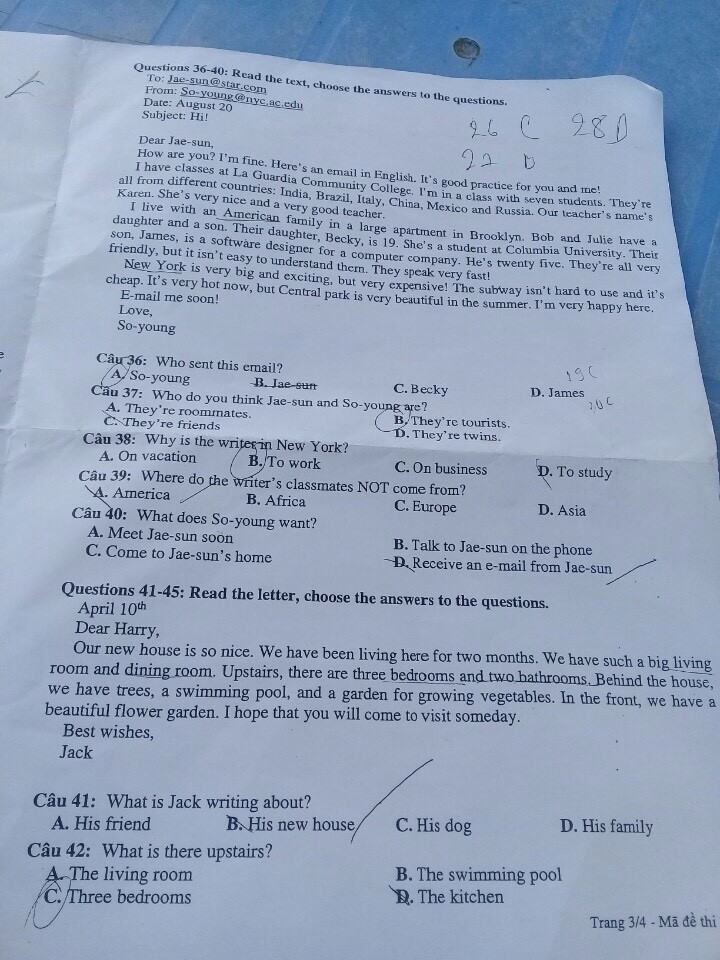 Questions 36-40: Read the text, choose the answers to the questions.
To: Jae-sun@star.com
From: So-young@nyc.ac.edu
Date: August 20
Subject: Hi!
26 C 28D
22 D
Dear Jae-sun,
How are you? I'm fine. Here's an email in English. It's good practice for you and me!
I have classes at La Guardia Community College. I'm in a class with seven students. They're
all from different countries: India, Brazil, Italy, China, Mexico and Russia. Our teacher's name's
Karen. She's very nice and a very good teacher.
I live with an American family in a large apartment in Brooklyn. Bob and Julie have a
daughter and a son. Their daughter, Becky, is 19. She's a student at Columbia University. Their
son, James, is a software designer for a computer company. He's twenty five. They're all very
friendly, but it isn't easy to understand them. They speak very fast!
New York is very big and exciting, but very expensive! The subway isn't hard to use and it's
cheap. It's very hot now, but Central park is very beautiful in the summer. I'm very happy here.
E-mail me soon!
Love,
So-young
Câu 36: Who sent this email?
A. So-young B. Jae-sun C. Becky D. James
19C
Câu 37: Who do you think Jae-sun and So-young are?
20C
A. They're roommates. B. They're tourists.
C. They're friends D. They're twins.
Câu 38: Why is the writer in New York?
A. On vacation B. To work C. On business D. To study
Câu 39: Where do the writer's classmates NOT come from?
A. America B. Africa C. Europe D. Asia
Câu 40: What does So-young want?
A. Meet Jae-sun soon B. Talk to Jae-sun on the phone
C. Come to Jae-sun's home D. Receive an e-mail from Jae-sun
Questions 41-45: Read the letter, choose the answers to the questions.
April 10th
Dear Harry,
Our new house is so nice. We have been living here for two months. We have such a big living
room and dining room. Upstairs, there are three bedrooms and two bathrooms. Behind the house,
we have trees, a swimming pool, and a garden for growing vegetables. In the front, we have a
beautiful flower garden. I hope that you will come to visit someday.
Best wishes,
Jack
Câu 41: What is Jack writing about?
A. His friend B. His new house C. His dog D. His family
Câu 42: What is there upstairs?
A. The living room B. The swimming pool
C. Three bedrooms D. The kitchen
Trang 3/4 - Mã đề thi